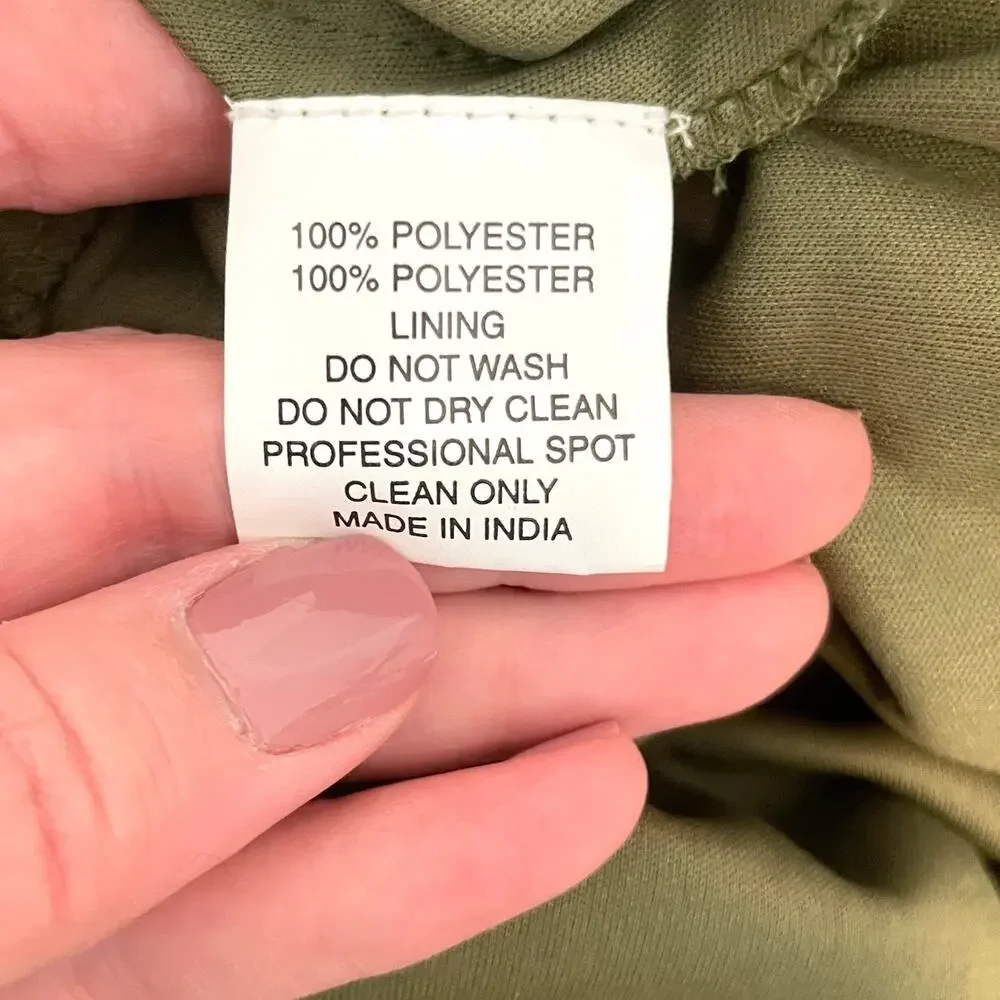 100% POLYESTER
100% POLYESTER
LINING
DO NOT WASH
DO NOT DRY CLEAN
PROFESSIONAL SPOT
CLEAN ONLY
MADE IN INDIA